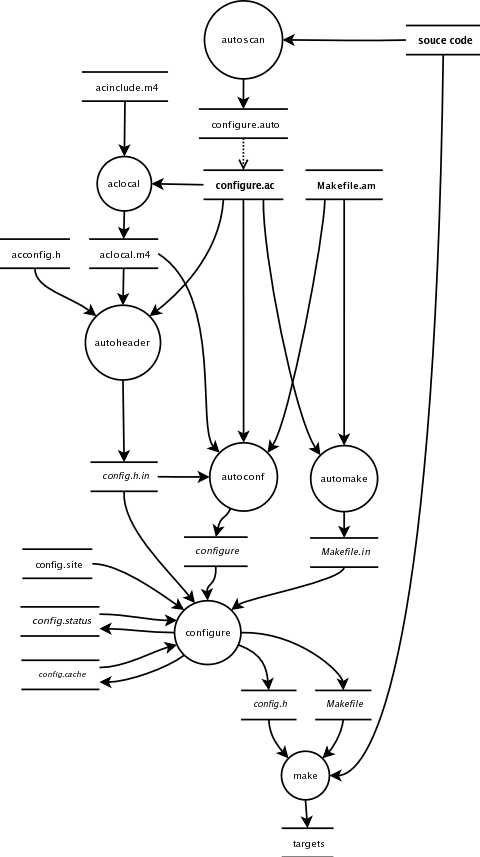 autoscan
souce code
acinclude.m4
configure.auto
aclocal
configure.ac
Makefile.am
acconfig.h
aclocal.m4
autoheader
config.h.in
autoconf
automake
configure
Makefile.in
config.site
config.status
configure
config.cache
config.h
Makefile
make
targets